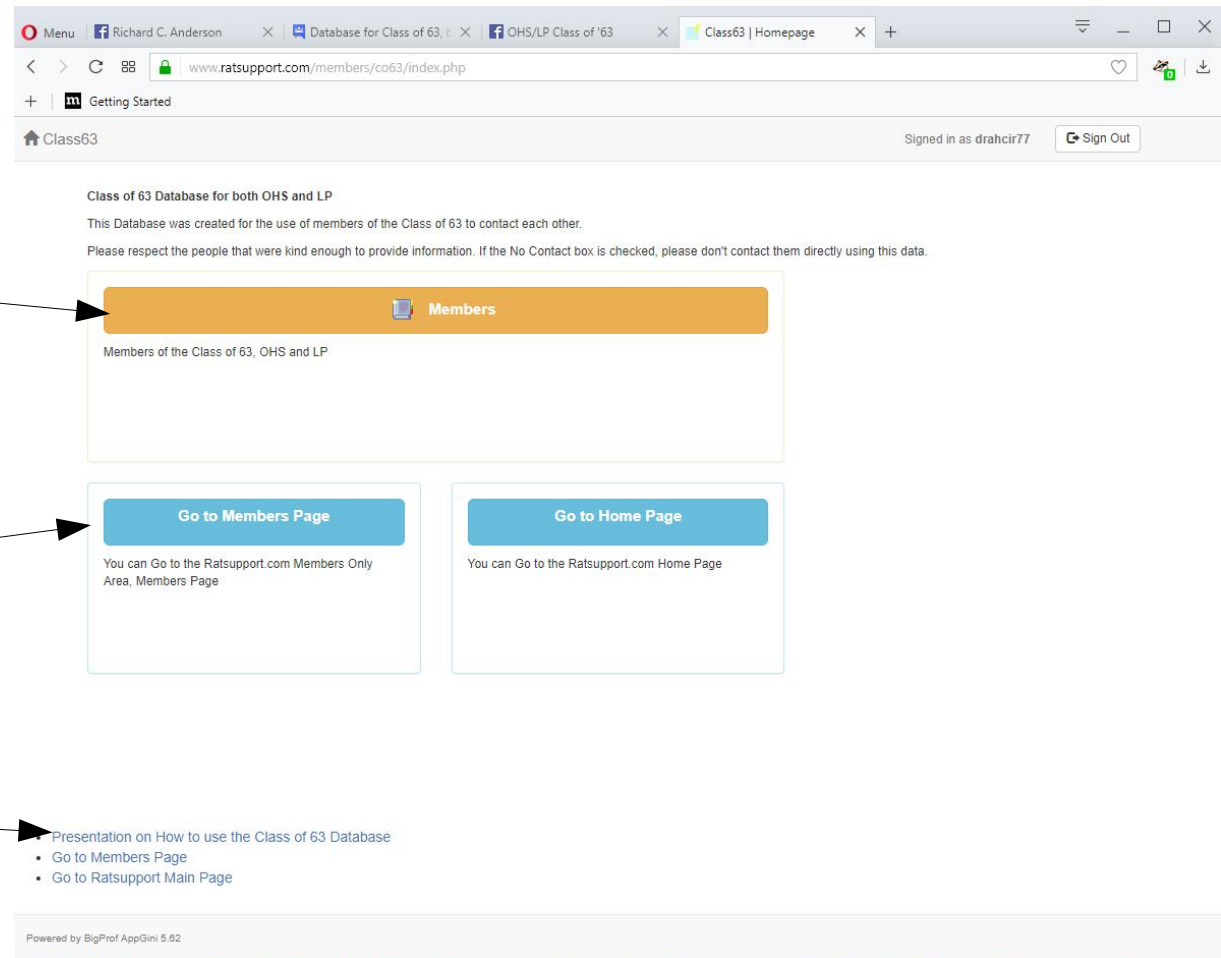 Menu Richard C. Anderson Database for Class of 63, OHS/LP Class of '63 Class63 | Homepage
www.ratsupport.com/members/co63/index.php
0
m Getting Started
Class63 Signed in as drahcir77 Sign Out
Class of 63 Database for both OHS and LP
This Database was created for the use of members of the Class of 63 to contact each other.
Please respect the people that were kind enough to provide information. If the No Contact box is checked, please don't contact them directly using this data.
Members
Members of the Class of 63, OHS and LP
Go to Members Page
You can Go to the Ratsupport.com Members Only
Area, Members Page
Go to Home Page
You can Go to the Ratsupport.com Home Page
• Presentation on How to use the Class of 63 Database
• Go to Members Page
• Go to Ratsupport Main Page
Powered by BigProf AppGini 5.62